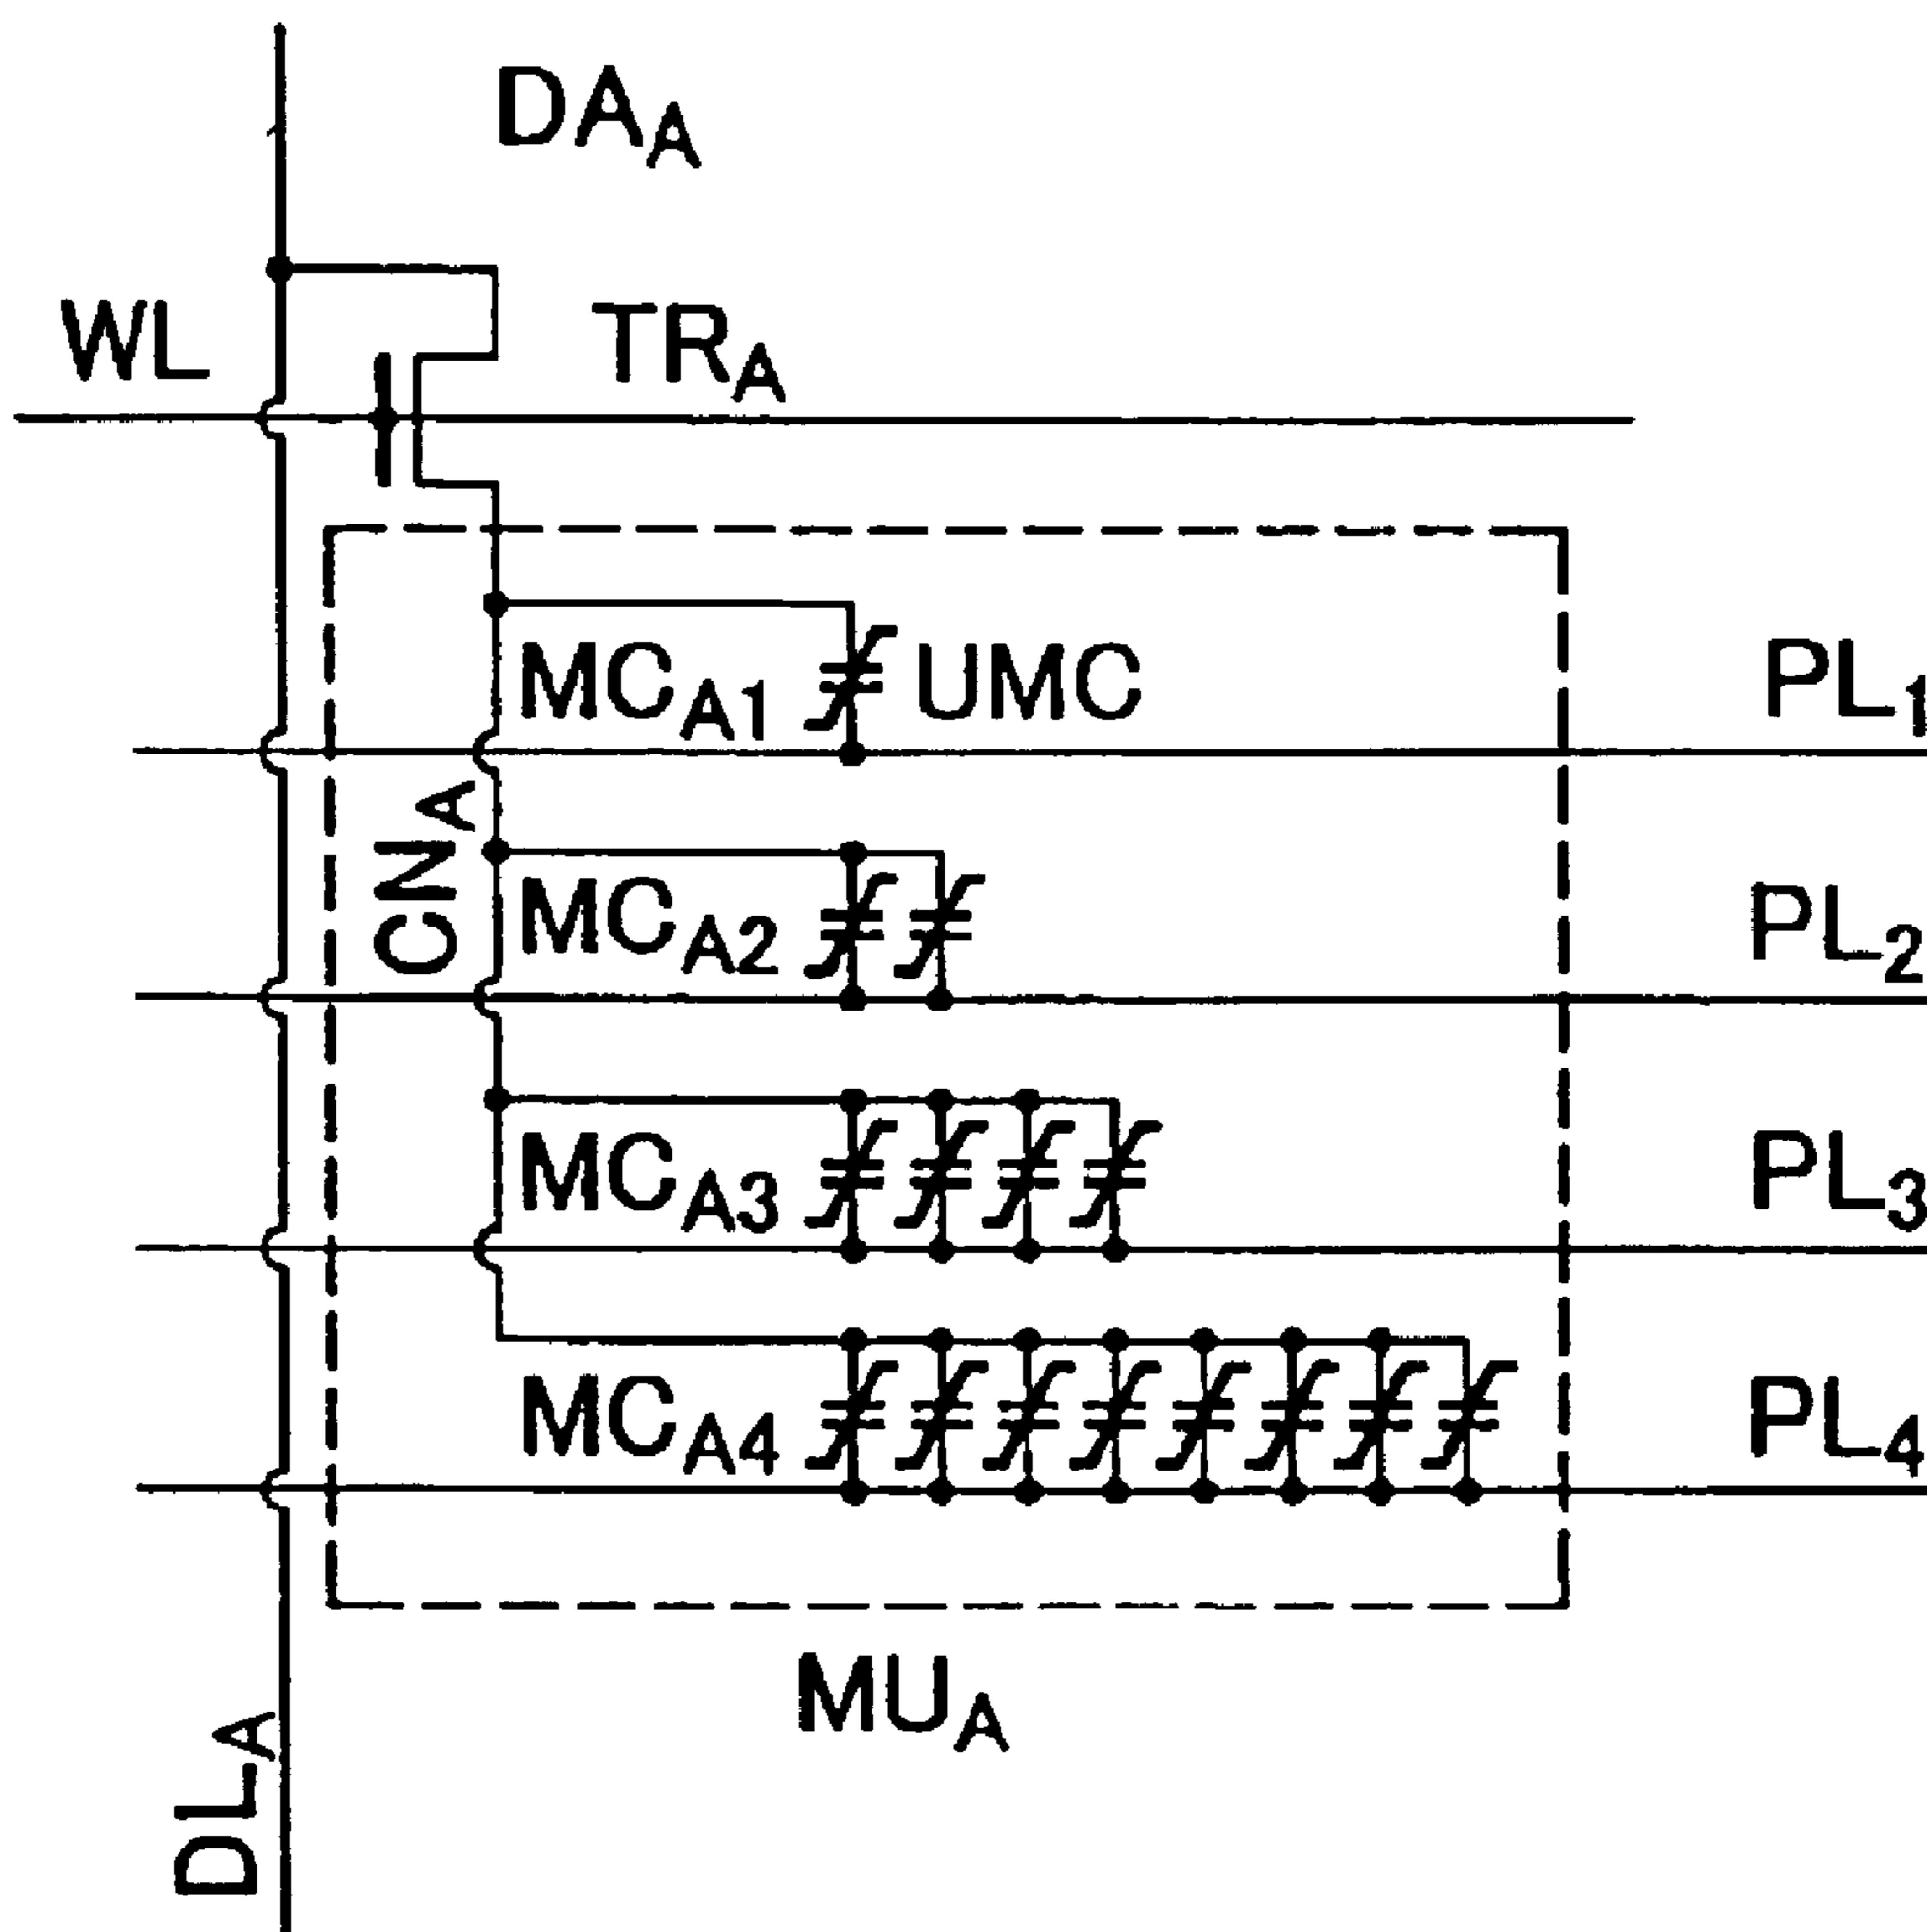 DA_A
WL
TR_A
MC_A1 UMC PL_1
CN_A
MC_A2 PL_2
MC_A3 PL_3
MC_A4 PL_4
MU_A
DL_A